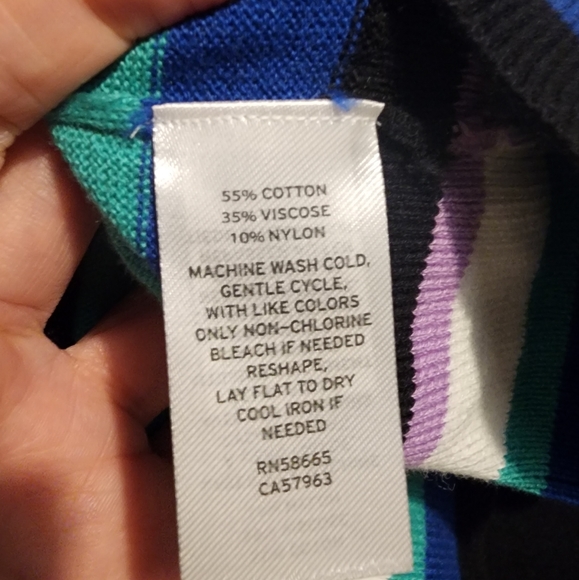 55% COTTON
35% VISCOSE
10% NYLON
MACHINE WASH COLD,
GENTLE CYCLE,
WITH LIKE COLORS
ONLY NON-CHLORINE
BLEACH IF NEEDED
RESHAPE,
LAY FLAT TO DRY
COOL IRON IF
NEEDED
RN58665
CA57963